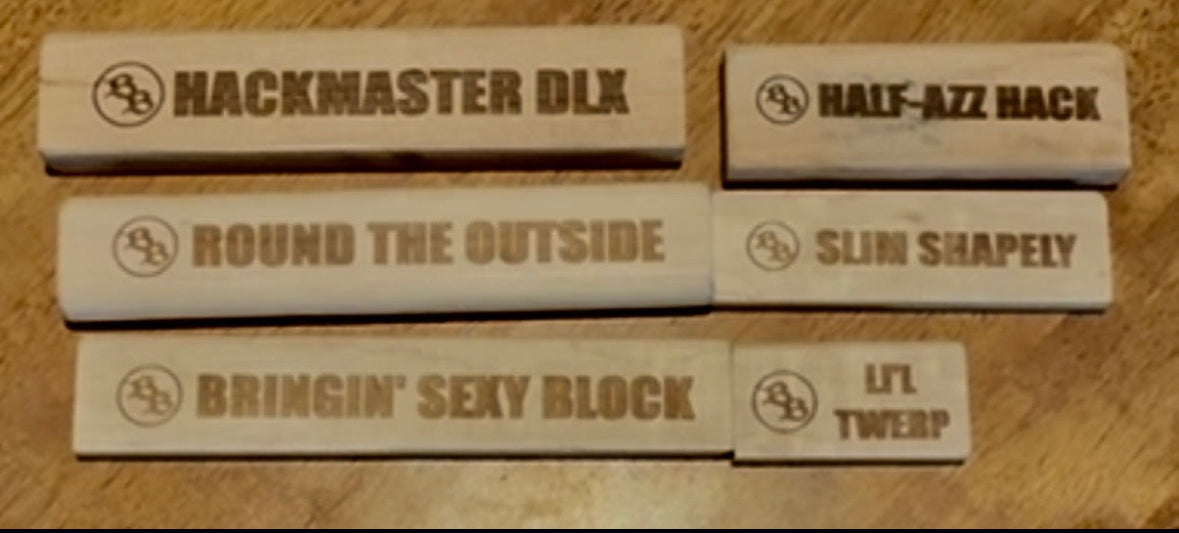 BB HACKMASTER DLX
BB HALF-AZZ HACK
BB ROUND THE OUTSIDE
BB SLIM SHAPELY
BB BRINGIN' SEXY BLOCK
BB LI'L
TWERP